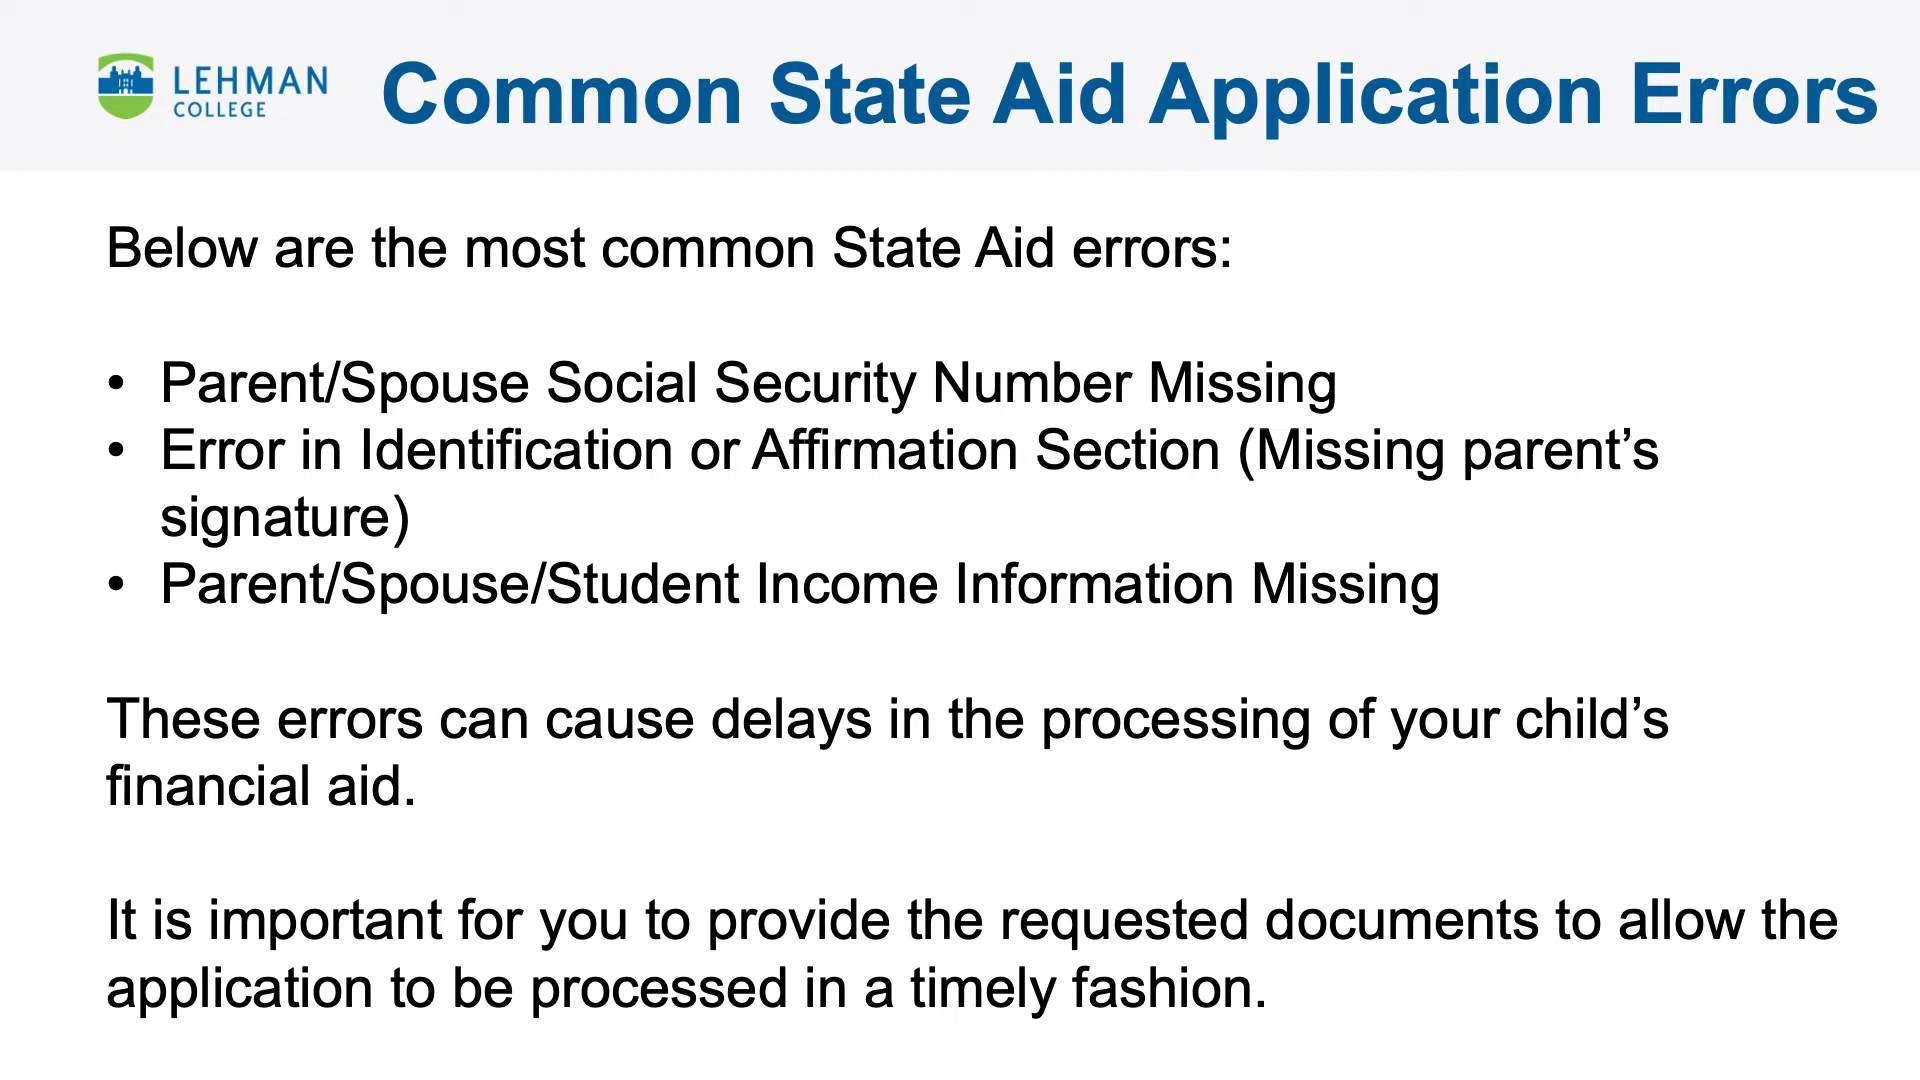 LEHMAN
COLLEGE
Common State Aid Application Errors
Below are the most common State Aid errors:
• Parent/Spouse Social Security Number Missing
• Error in Identification or Affirmation Section (Missing parent’s
signature)
• Parent/Spouse/Student Income Information Missing
These errors can cause delays in the processing of your child’s
financial aid.
It is important for you to provide the requested documents to allow the
application to be processed in a timely fashion.